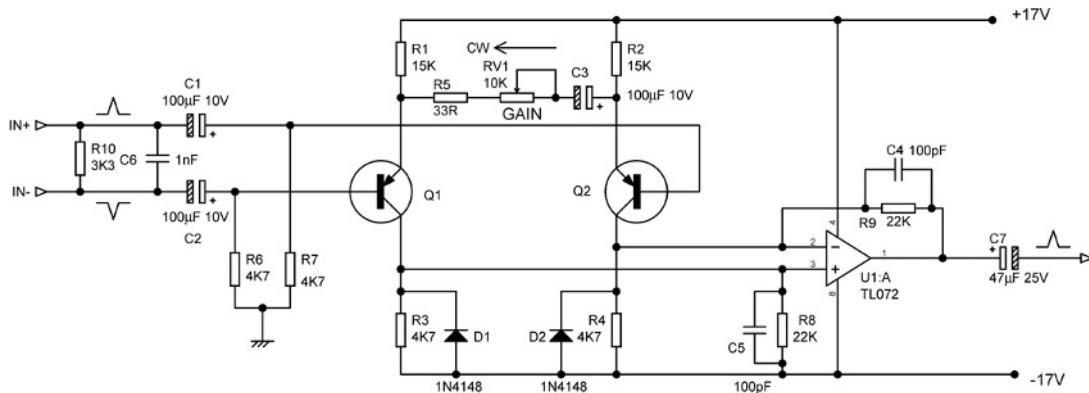 +17V
R1
15K
CW
RV1
10K
R5
33R
GAIN
C3
R2
15K
100µF 10V
C1
100µF 10V
IN+
R10
3K3
C6
1nF
IN-
100µF 10V
C2
Q1
Q2
C4 100pF
R9
22K
R6
4K7
R7
4K7
4
2
3
1
8
U1:A
TL072
C7
47µF 25V
R3
4K7
D1
1N4148
D2
1N4148
R4
4K7
C5
100pF
R8
22K
-17V